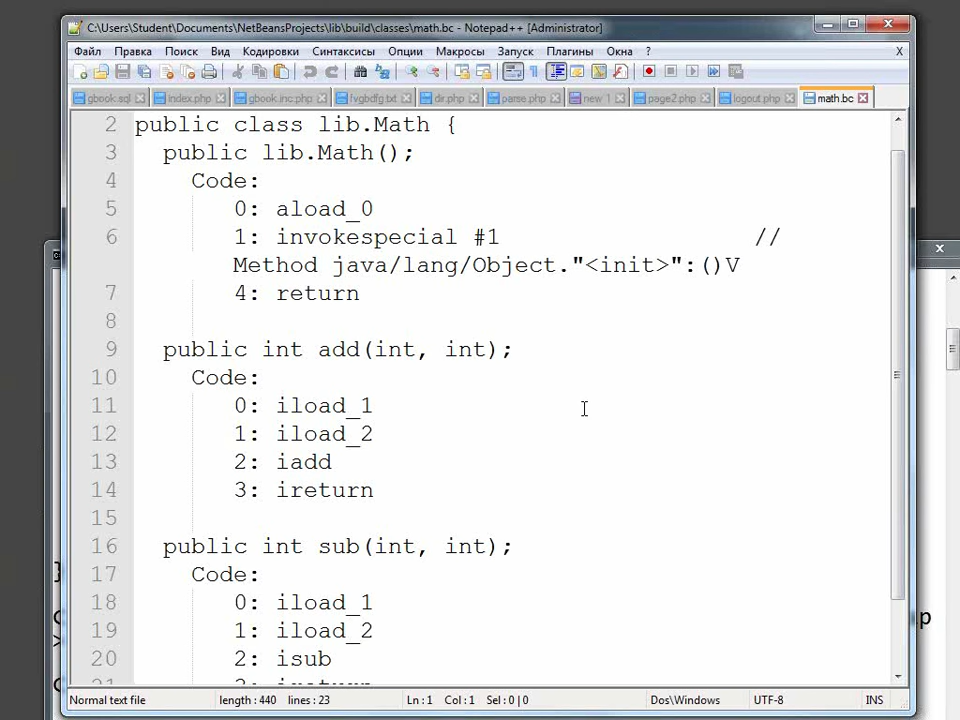 C:\Users\Student\Documents\NetBeansProjects\lib\build\classes\math.bc - Notepad++ [Administrator]
Файл Правка Поиск Вид Кодировки Синтаксисы Опции Макросы Запуск Плагины Окна ? X
gbook.sql index.php gbook.inc.php fvgbdfg.txt dir.php parse.php new 1 page2.php logout.php math.bc
2 public class lib.Math {
3 public lib.Math();
4 Code:
5 0: aload_0
6 1: invokespecial #1 //
Method java/lang/Object."<init>":()V
7 4: return
8
9 public int add(int, int);
10 Code:
11 0: iload_1
12 1: iload_2
13 2: iadd
14 3: ireturn
15
16 public int sub(int, int);
17 Code:
18 0: iload_1
19 1: iload_2
20 2: isub
21 3: ireturn
Normal text file length : 440 lines : 23 Ln : 1 Col : 1 Sel : 0 | 0 Dos\Windows UTF-8 INS